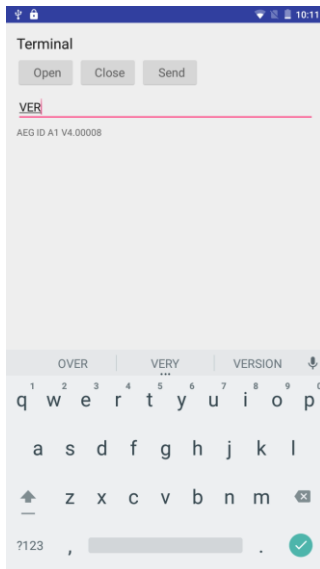 10:11
Terminal
Open Close Send
VER
AEG ID A1 V4.00008
OVER VERY VERSION
1 2 3 4 5 6 7 8 9 0
q w e r t y u i o p
a s d f g h j k l
z x c v b n m
?123 , .